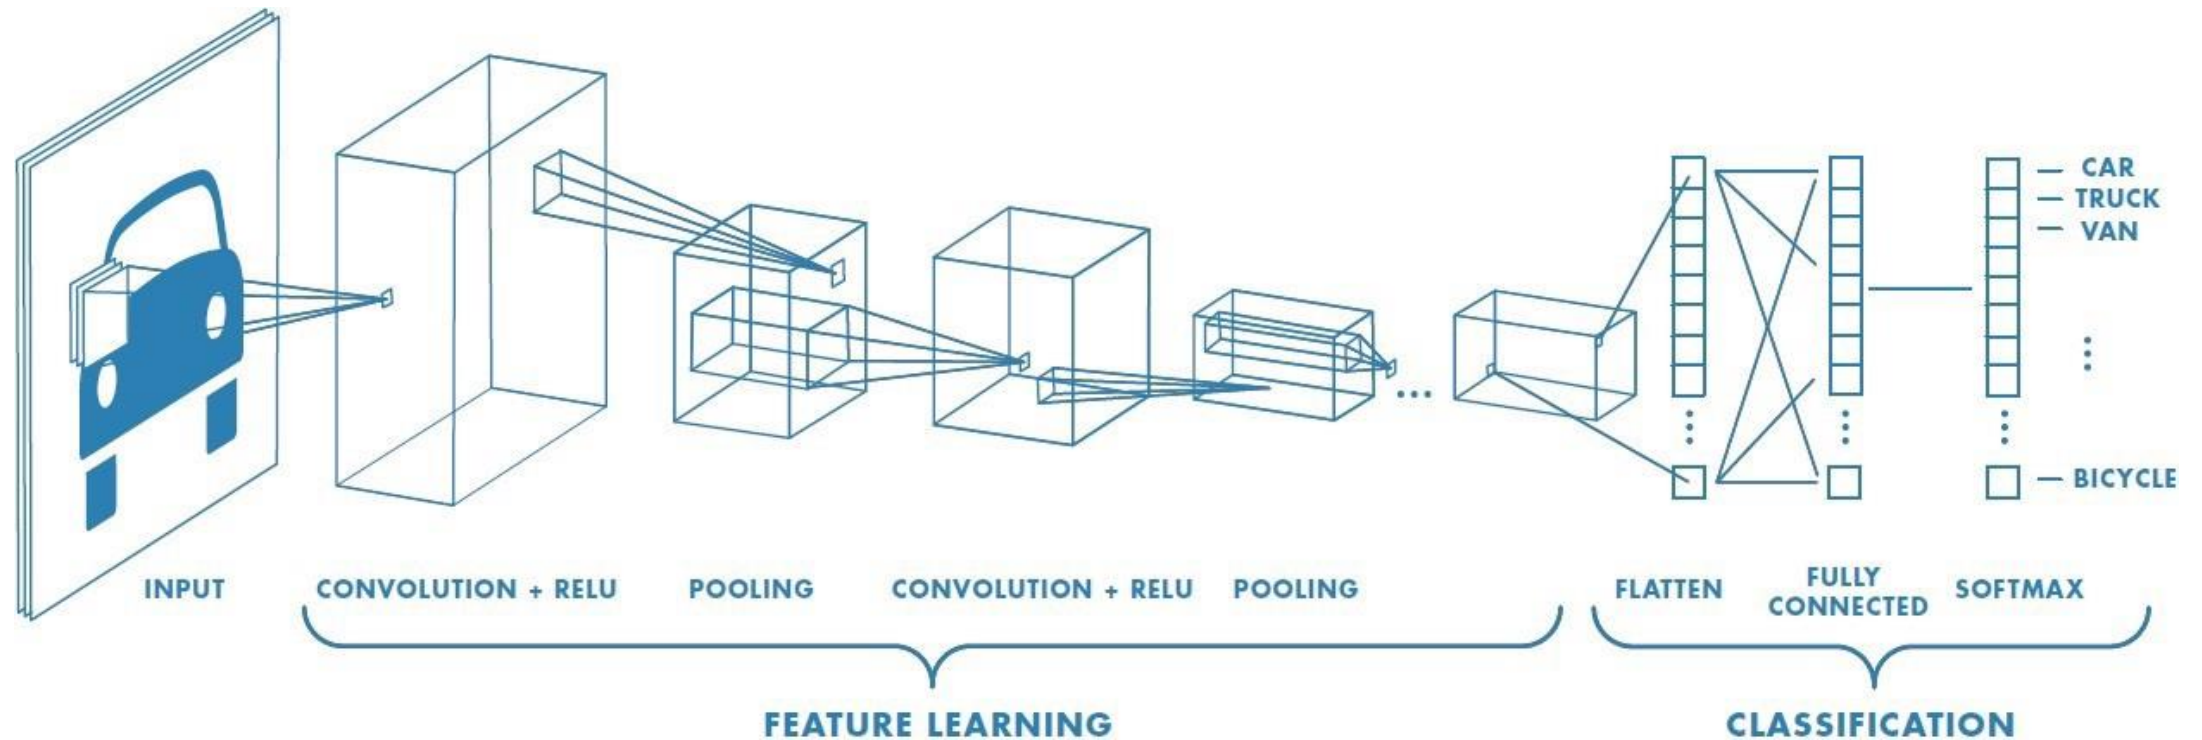 CAR
TRUCK
VAN
BICYCLE
INPUT
CONVOLUTION + RELU
POOLING
CONVOLUTION + RELU
POOLING
FLATTEN
FULLY
CONNECTED
SOFTMAX
FEATURE LEARNING
CLASSIFICATION